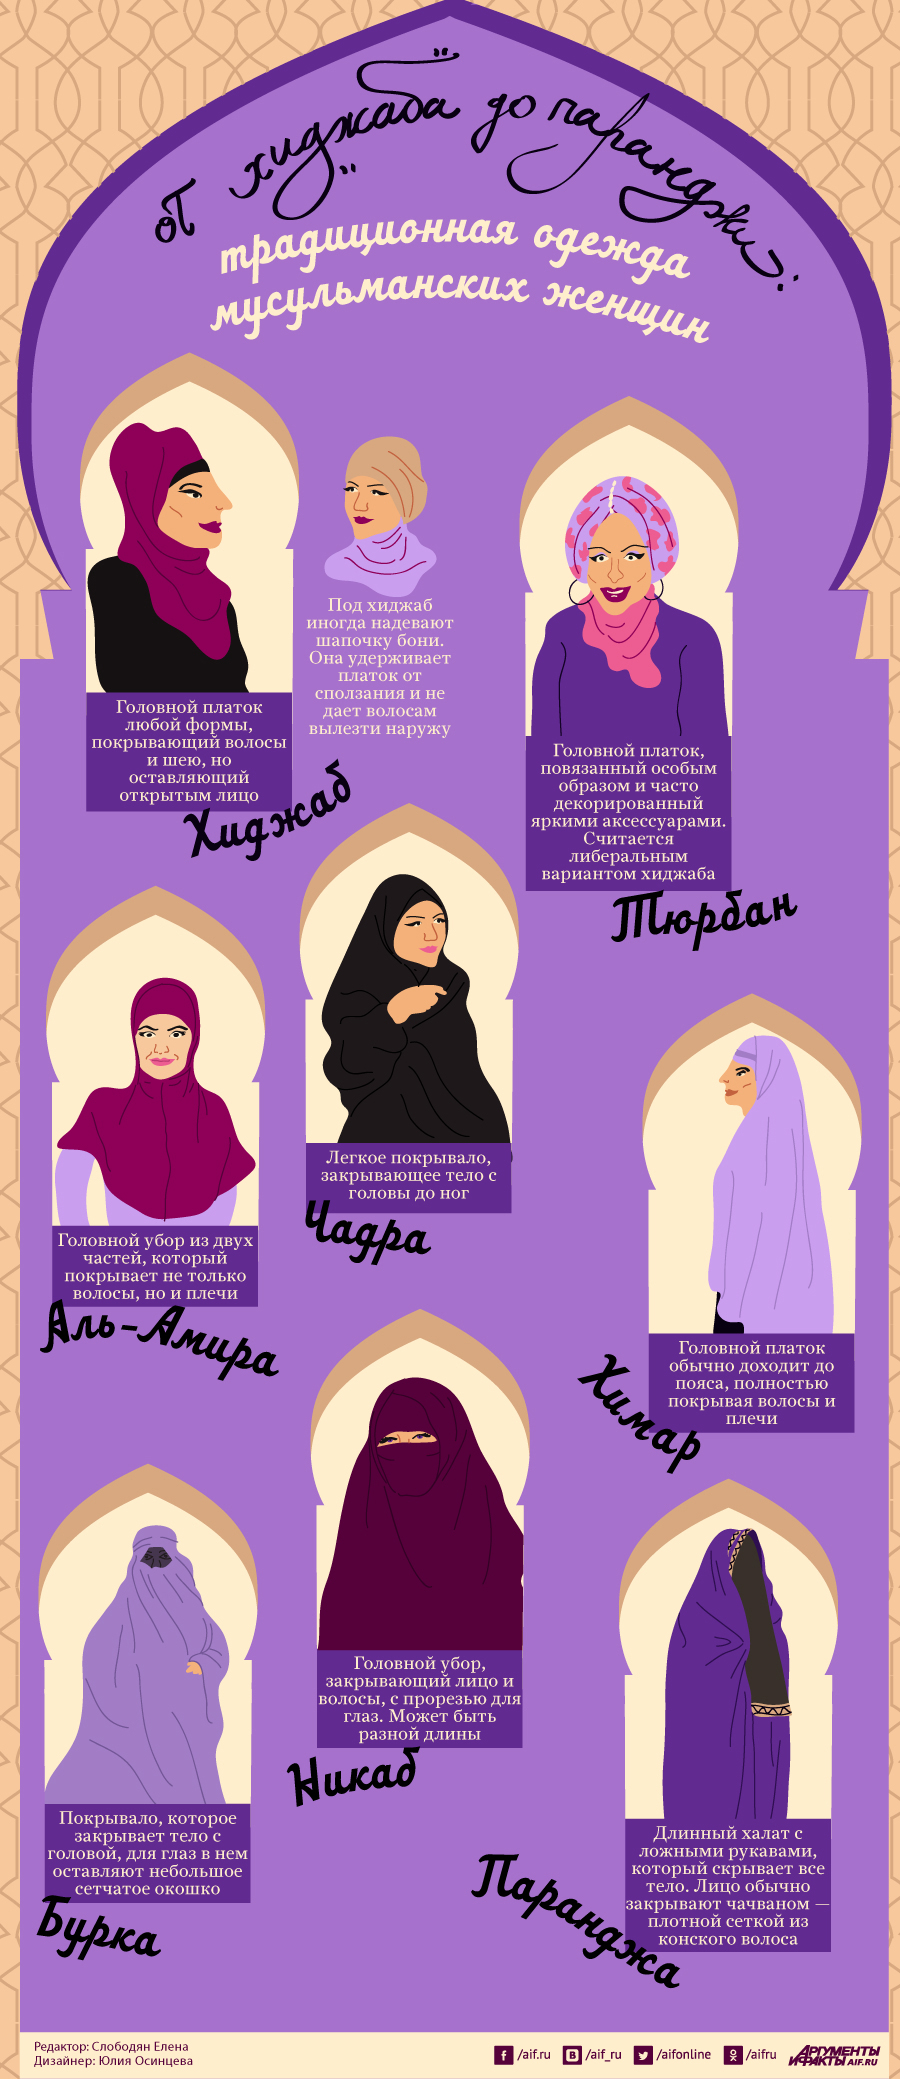 от хиджаба до паранджи:
традиционная одежда
мусульманских женщин
Головной платок
любой формы,
покрывающий волосы
и шею, но
оставляющий
открытым лицо
Хиджаб
Под хиджаб
иногда надевают
шапочку бони.
Она удерживает
платок от
сползания и не
дает волосам
вылезти наружу
Головной платок,
повязанный особым
образом и часто
декорированный
яркими аксессуарами.
Считается
либеральным
вариантом хиджаба
Тюрбан
Легкое покрывало,
закрывающее тело с
головы до ног
Чадра
Головной убор из двух
частей, который
покрывает не только
волосы, но и плечи
Аль-Амира
Головной платок
обычно доходит до
пояса, полностью
покрывая волосы и
плечи
Химар
Головной убор,
закрывающий лицо и
волосы, с прорезью для
глаз. Может быть
разной длины
Никаб
Покрывало, которое
закрывает тело с
головой, для глаз в нем
оставляют небольшое
сетчатое окошко
Бурка
Длинный халат с
ложными рукавами,
который скрывает все
тело. Лицо обычно
закрывают чачваном —
плотной сеткой из
конского волоса
Паранджа
Редактор: Слободян Елена
Дизайнер: Юлия Осинцева
/aif.ru /aif_ru /aifonline /aifru
АРГУМЕНТЫ
И ФАКТЫ AIF.RU